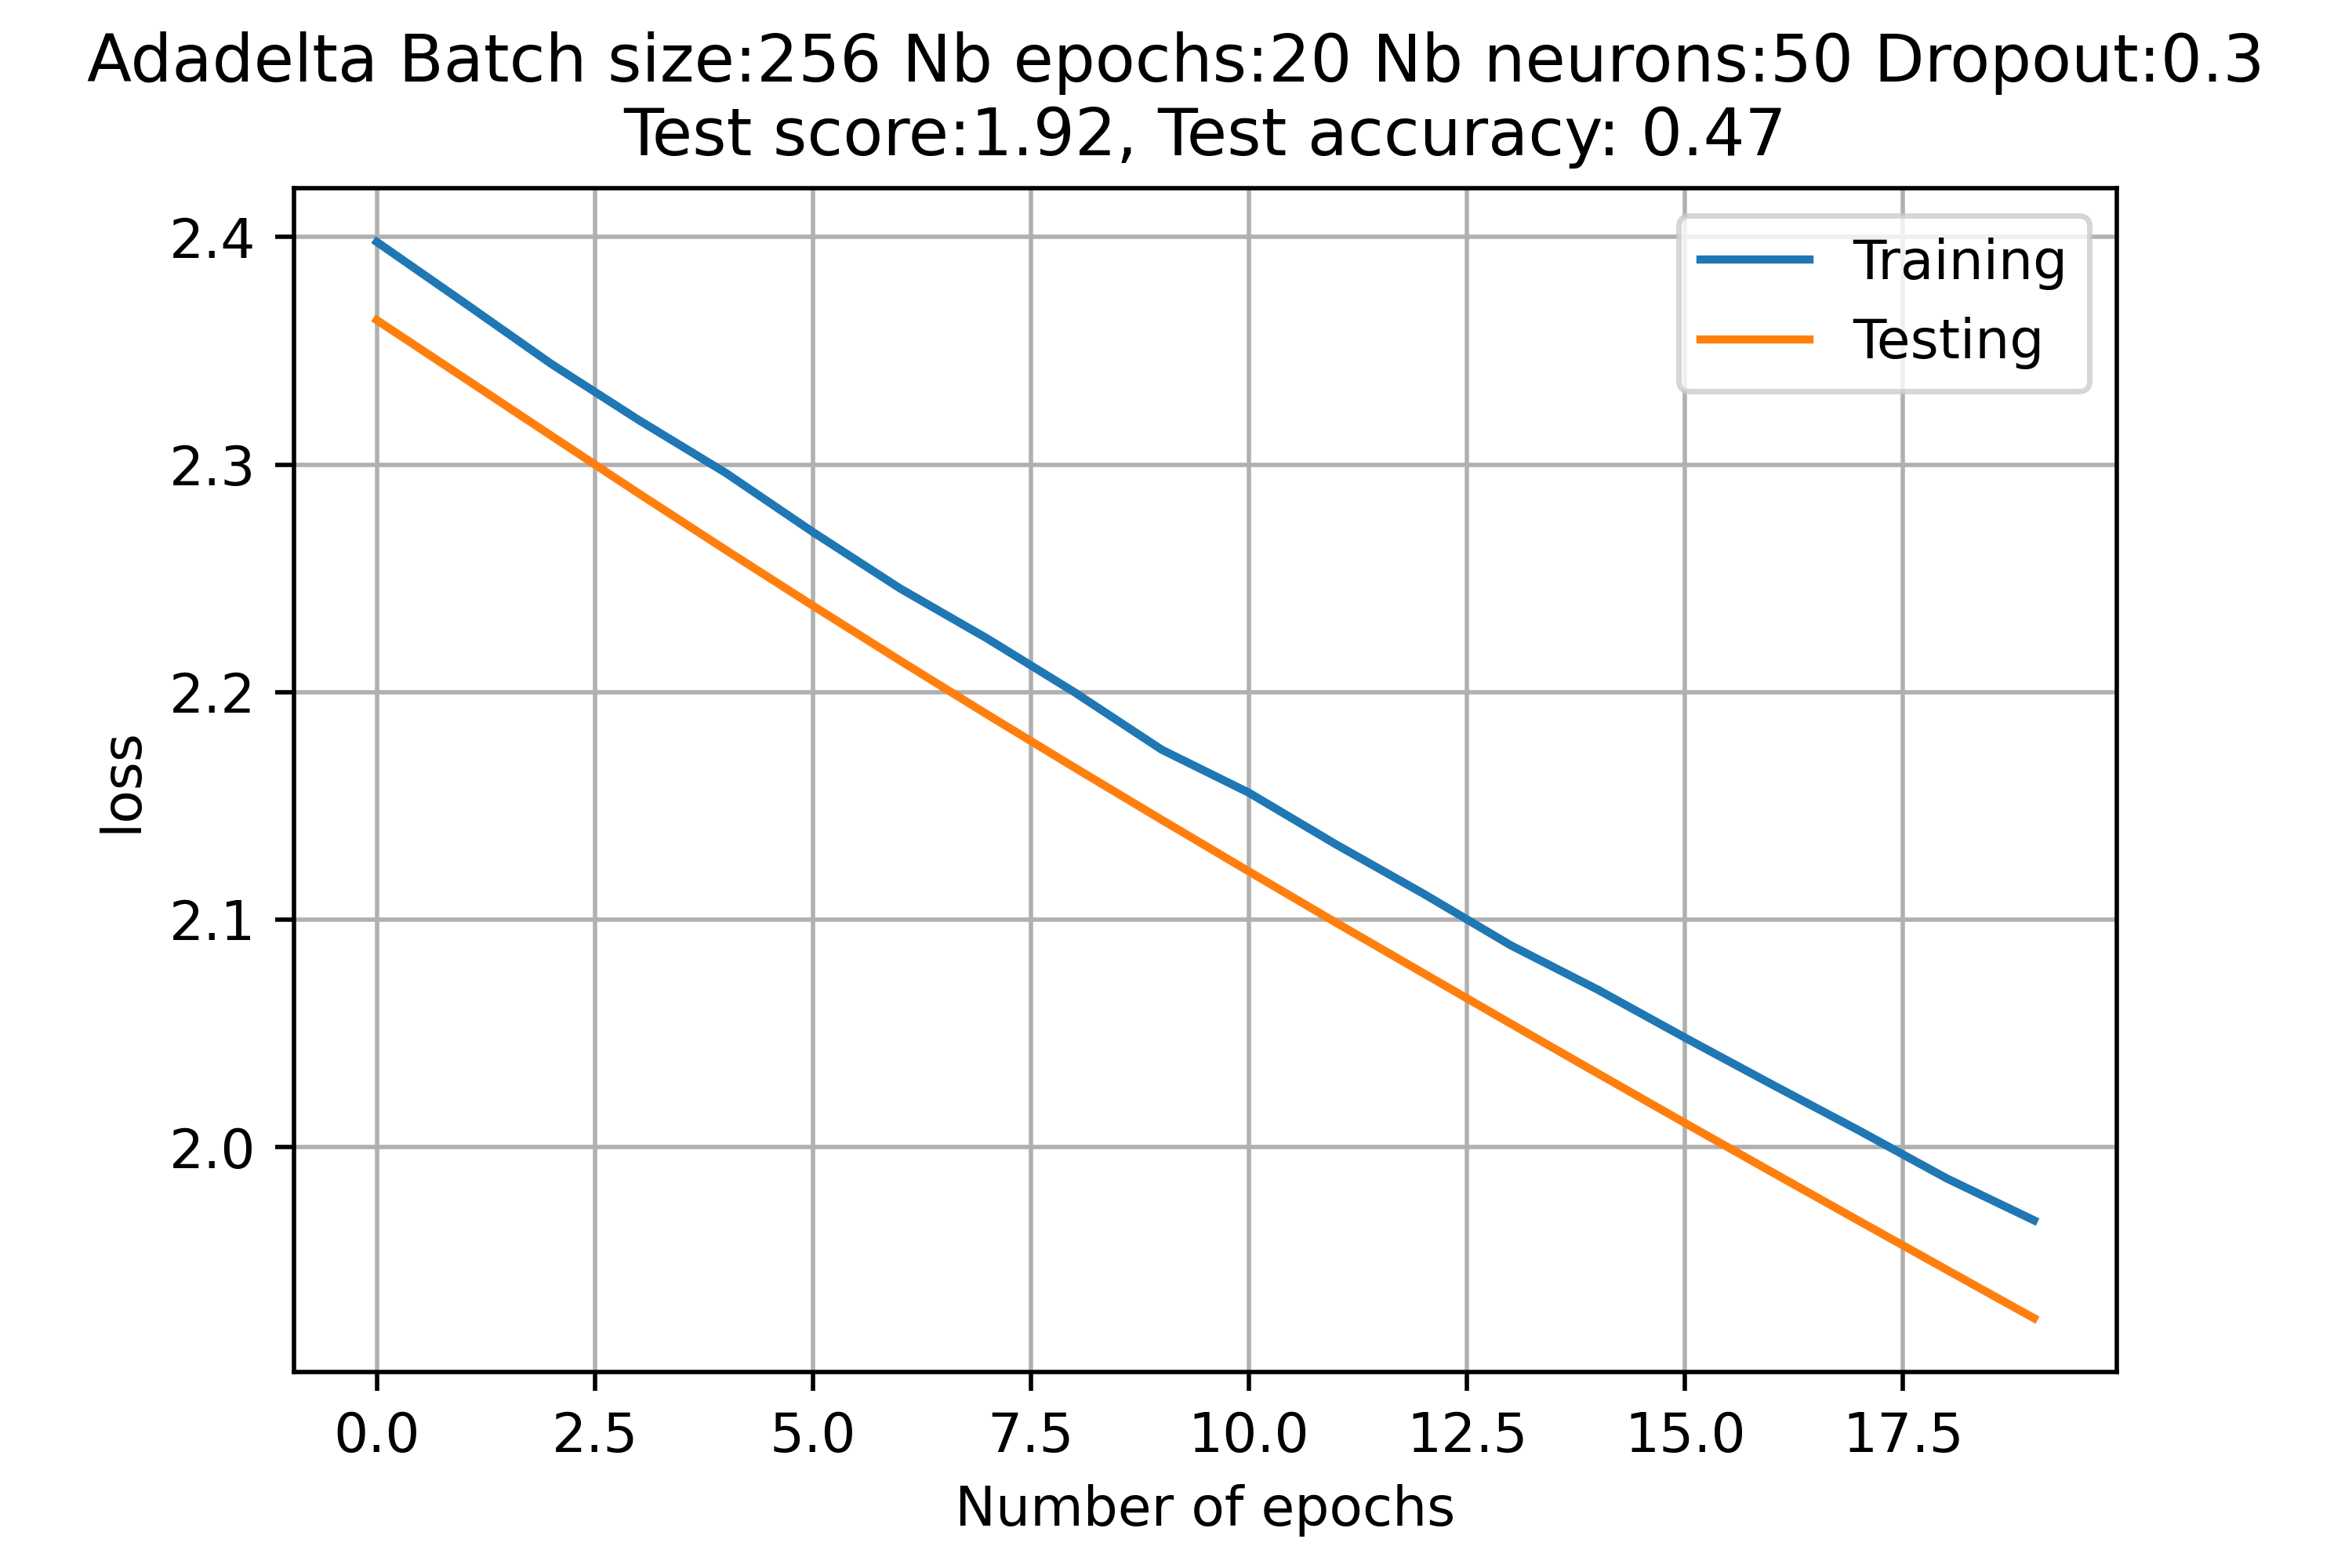 Adadelta Batch size:256 Nb epochs:20 Nb neurons:50 Dropout:0.3
Test score:1.92, Test accuracy: 0.47
2.4
2.3
2.2
2.1
2.0
loss
Training
Testing
0.0 2.5 5.0 7.5 10.0 12.5 15.0 17.5
Number of epochs